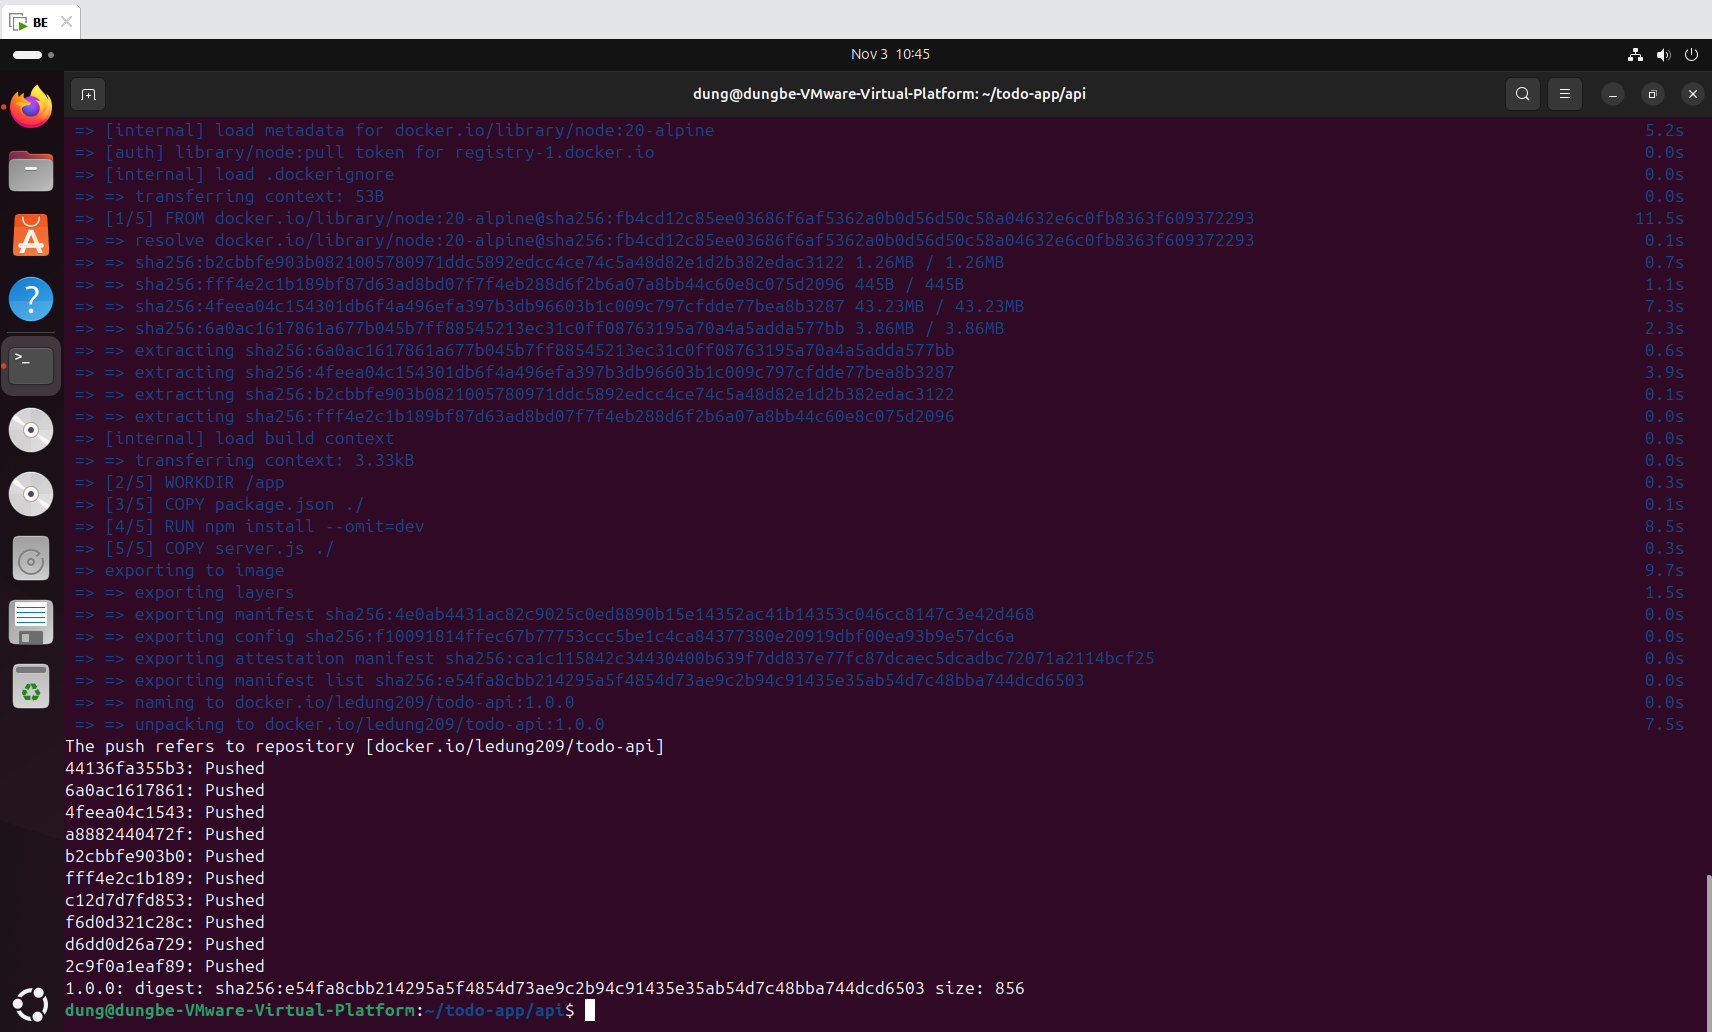 BE
Nov 3 10:45
dung@dungbe-VMware-Virtual-Platform: ~/todo-app/api
=> [internal] load metadata for docker.io/library/node:20-alpine 5.2s
=> [auth] library/node:pull token for registry-1.docker.io 0.0s
=> [internal] load .dockerignore 0.0s
=> => transferring context: 53B 0.0s
=> [1/5] FROM docker.io/library/node:20-alpine@sha256:fb4cd12c85ee03686f6af5362a0b0d56d50c58a04632e6c0fb8363f609372293 11.5s
=> => resolve docker.io/library/node:20-alpine@sha256:fb4cd12c85ee03686f6af5362a0b0d56d50c58a04632e6c0fb8363f609372293 0.1s
=> => sha256:b2cbbfe903b0821005780971ddc5892edcc4ce74c5a48d82e1d2b382edac3122 1.26MB / 1.26MB 0.7s
=> => sha256:fff4e2c1b189bf87d63ad8bd07f7f4eb288d6f2b6a07a8bb44c60e8c075d2096 445B / 445B 1.1s
=> => sha256:4feea04c154301db6f4a496efa397b3db96603b1c009c797cfdde77bea8b3287 43.23MB / 43.23MB 7.3s
=> => sha256:6a0ac1617861a677b045b7ff88545213ec31c0ff08763195a70a4a5adda577bb 3.86MB / 3.86MB 2.3s
=> => extracting sha256:6a0ac1617861a677b045b7ff88545213ec31c0ff08763195a70a4a5adda577bb 0.6s
=> => extracting sha256:4feea04c154301db6f4a496efa397b3db96603b1c009c797cfdde77bea8b3287 3.9s
=> => extracting sha256:b2cbbfe903b0821005780971ddc5892edcc4ce74c5a48d82e1d2b382edac3122 0.1s
=> => extracting sha256:fff4e2c1b189bf87d63ad8bd07f7f4eb288d6f2b6a07a8bb44c60e8c075d2096 0.0s
=> [internal] load build context 0.0s
=> => transferring context: 3.33kB 0.0s
=> [2/5] WORKDIR /app 0.3s
=> [3/5] COPY package.json ./ 0.1s
=> [4/5] RUN npm install --omit=dev 8.5s
=> [5/5] COPY server.js ./ 0.3s
=> exporting to image 9.7s
=> => exporting layers 1.5s
=> => exporting manifest sha256:4e0ab4431ac82c9025c0ed8890b15e14352ac41b14353c046cc8147c3e42d468 0.0s
=> => exporting config sha256:f10091814ffec67b77753ccc5be1c4ca84377380e20919dbf00ea93b9e57dc6a 0.0s
=> => exporting attestation manifest sha256:ca1c115842c34430400b639f7dd837e77fc87dcaec5dcadbc72071a2114bcf25 0.0s
=> => exporting manifest list sha256:e54fa8cbb214295a5f4854d73ae9c2b94c91435e35ab54d7c48bba744dcd6503 0.0s
=> => naming to docker.io/ledung209/todo-api:1.0.0 0.0s
=> => unpacking to docker.io/ledung209/todo-api:1.0.0 7.5s
The push refers to repository [docker.io/ledung209/todo-api]
44136fa355b3: Pushed
6a0ac1617861: Pushed
4feea04c1543: Pushed
a8882440472f: Pushed
b2cbbfe903b0: Pushed
fff4e2c1b189: Pushed
c12d7d7fd853: Pushed
f6d0d321c28c: Pushed
d6dd0d26a729: Pushed
2c9f0a1eaf89: Pushed
1.0.0: digest: sha256:e54fa8cbb214295a5f4854d73ae9c2b94c91435e35ab54d7c48bba744dcd6503 size: 856
dung@dungbe-VMware-Virtual-Platform:~/todo-app/api$